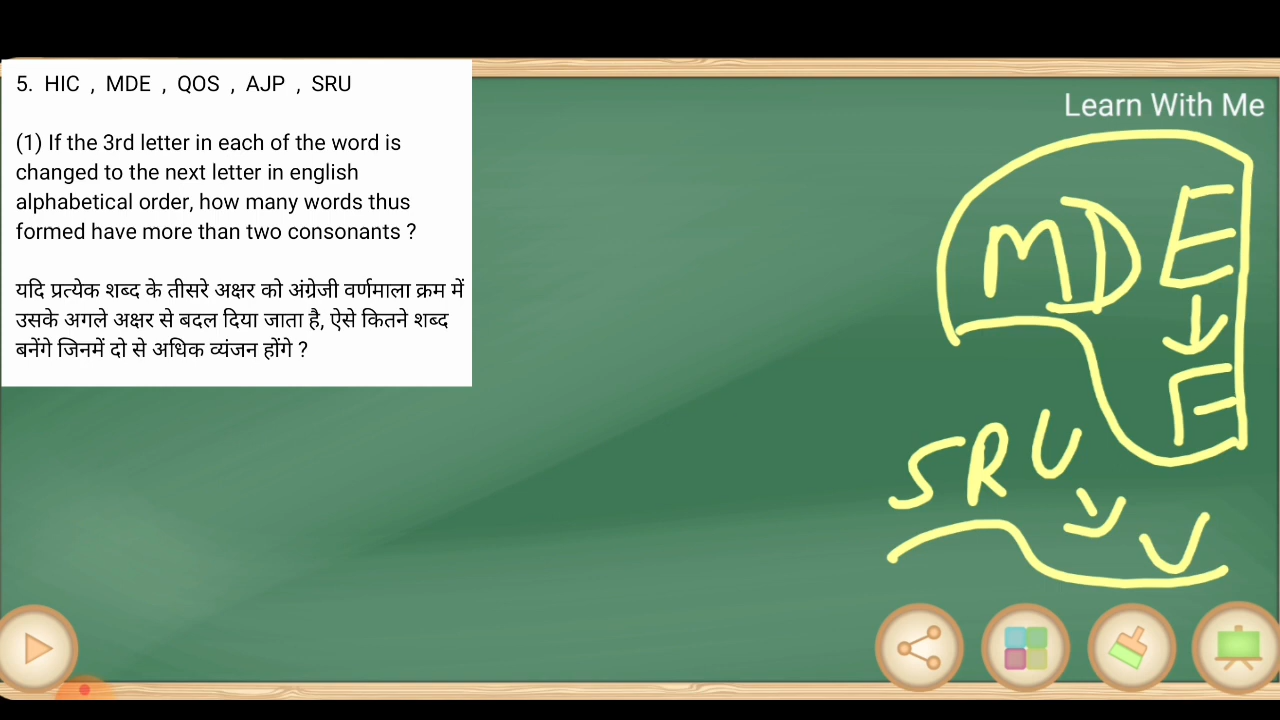 5. HIC , MDE , QOS , AJP , SRU
(1) If the 3rd letter in each of the word is
changed to the next letter in english
alphabetical order, how many words thus
formed have more than two consonants ?
यदि प्रत्येक शब्द के तीसरे अक्षर को अंग्रेजी वर्णमाला क्रम में
उसके अगले अक्षर से बदल दिया जाता है, ऐसे कितने शब्द
बनेंगे जिनमें दो से अधिक व्यंजन होंगे ?
Learn With Me
MDE
F
SRU
V